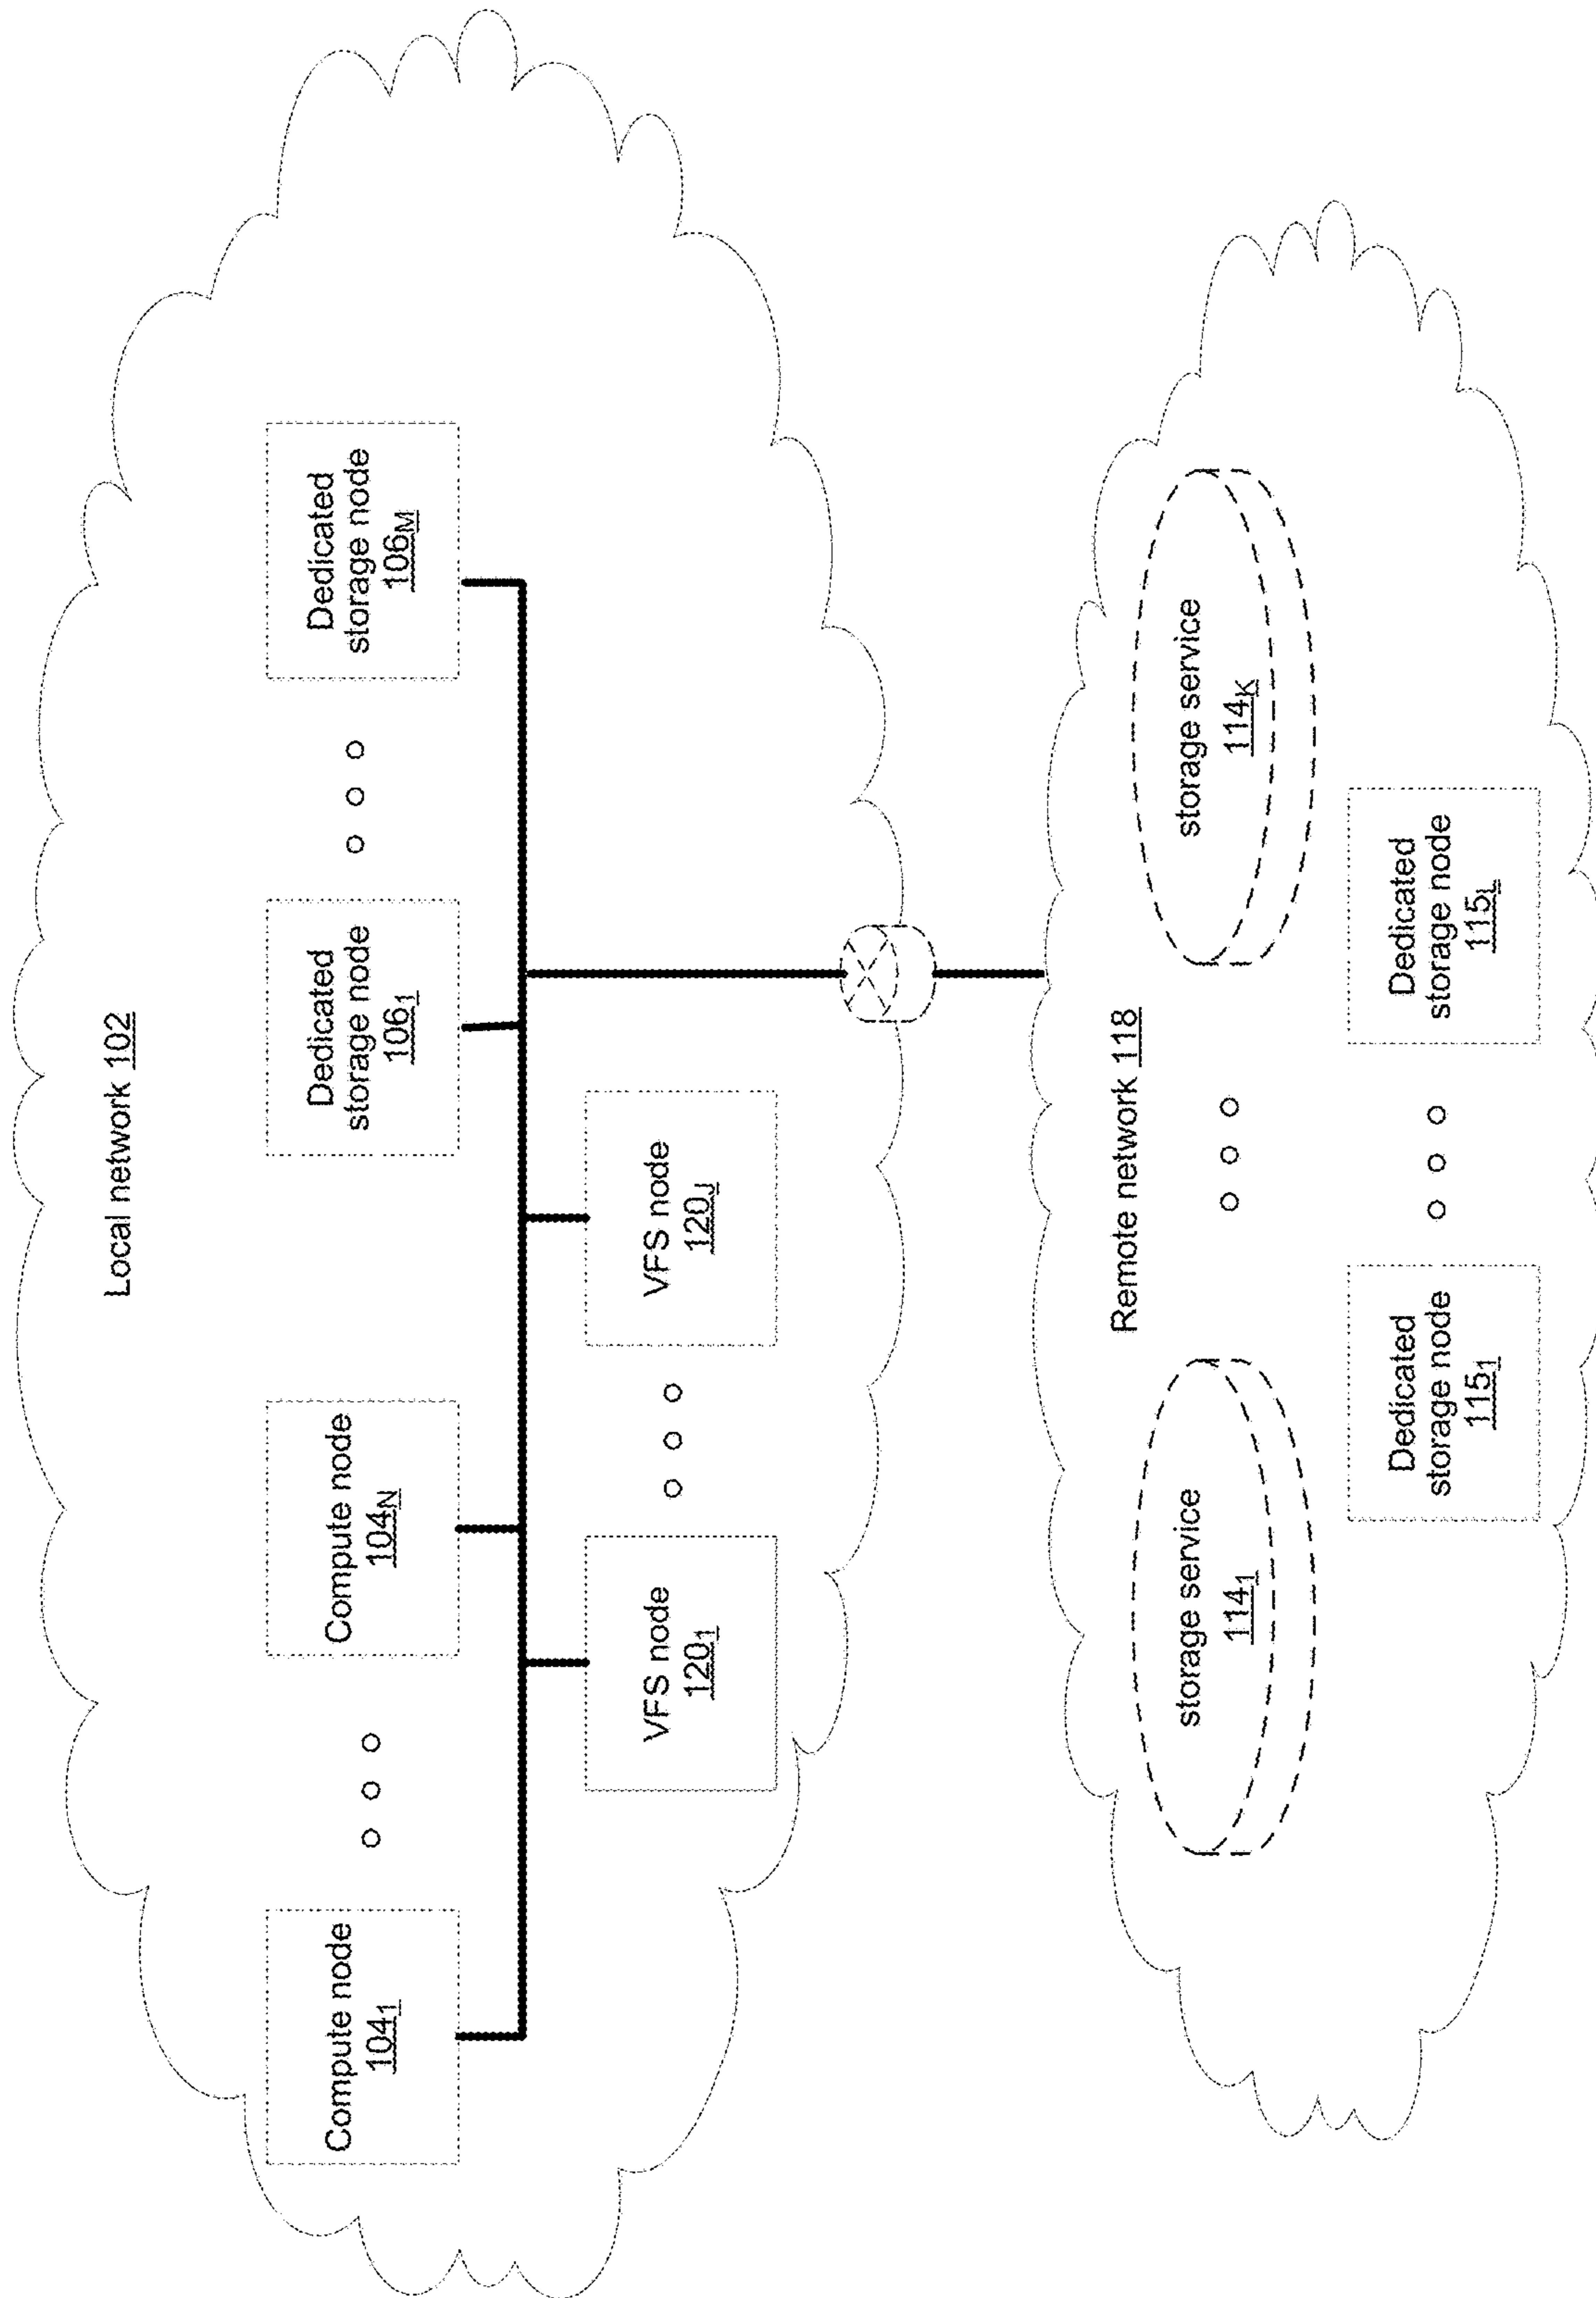 Local network 102
Compute node
104₁
Compute node
104N
Dedicated
storage node
106₁
Dedicated
storage node
106M
VFS node
120₁
VFS node
120J
Remote network 118
storage service
114₁
storage service
114K
Dedicated
storage node
115₁
Dedicated
storage node
115L